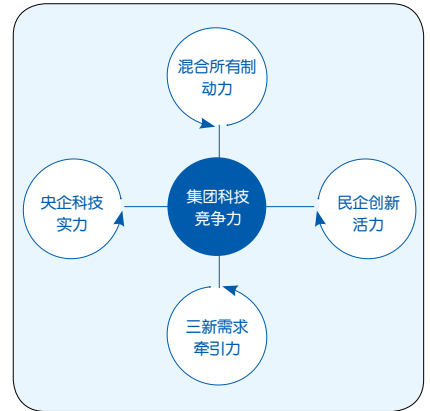 混合所有制
动力
央企科技
实力
集团科技
竞争力
民企创新
活力
三新需求
牵引力